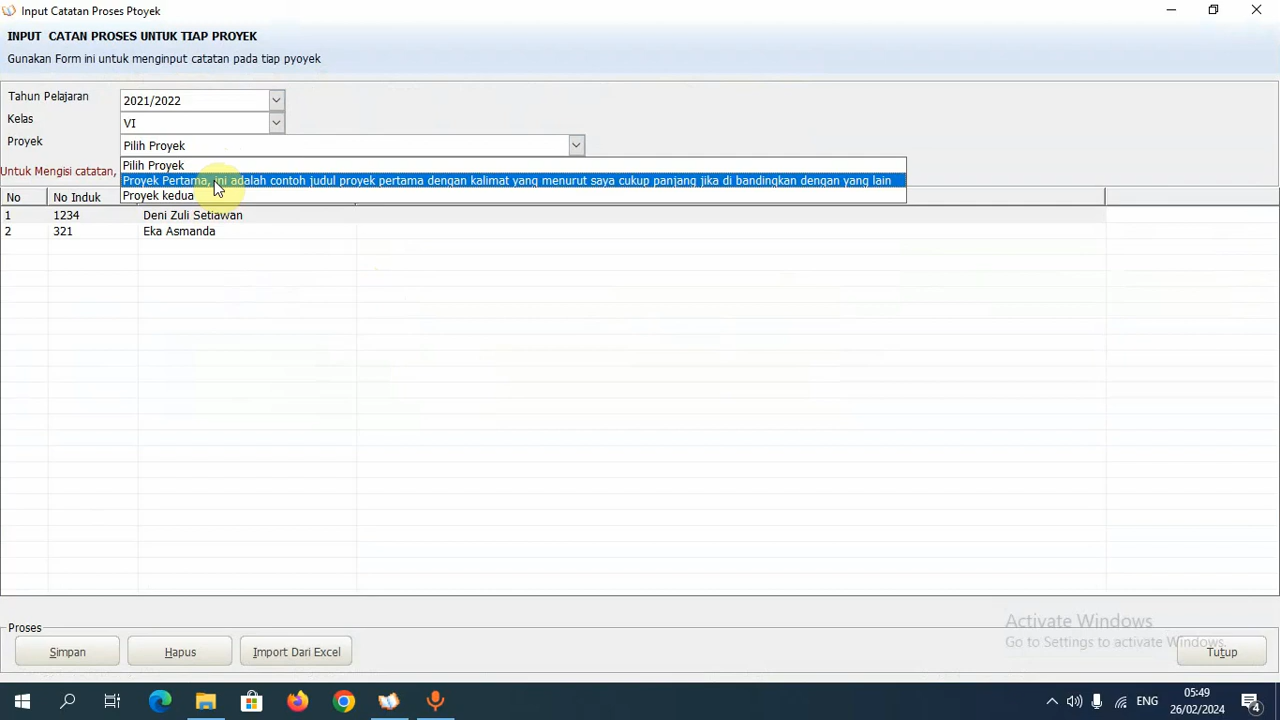 Input Catatan Proses Ptoyek
INPUT CATAN PROSES UNTUK TIAP PROYEK
Gunakan Form ini untuk menginput catatan pada tiap pyoyek
Tahun Pelajaran 2021/2022
Kelas VI
Proyek Pilih Proyek
Pilih Proyek
Untuk Mengisi catatan,
Proyek Pertama, ini adalah contoh judul proyek pertama dengan kalimat yang menurut saya cukup panjang jika di bandingkan dengan yang lain
Proyek kedua
No No Induk
1 1234 Deni Zuli Setiawan
2 321 Eka Asmanda
Proses
Simpan Hapus Import Dari Excel Tutup
Activate Windows
Go to Settings to activate Windows.
ENG 05:49
26/02/2024 4